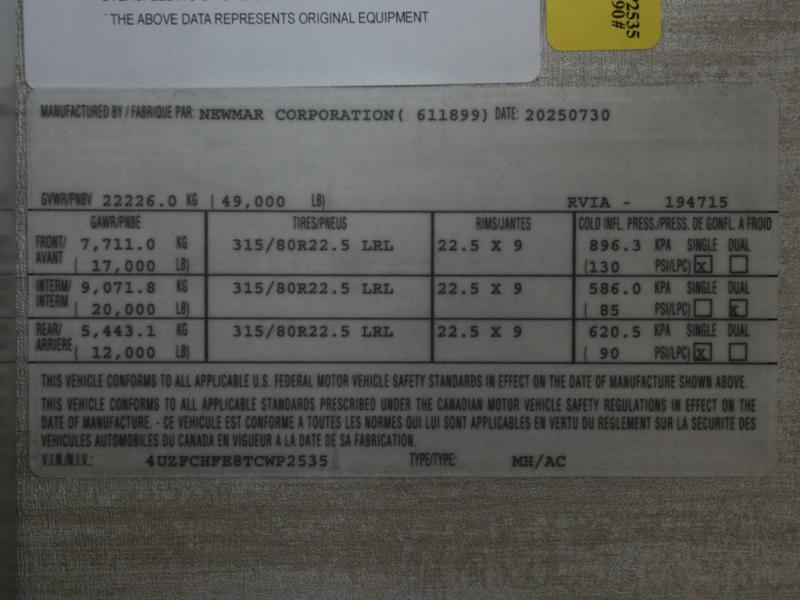 THE ABOVE DATA REPRESENTS ORIGINAL EQUIPMENT
2535
90#
MANUFACTURED BY / FABRIQUE PAR: NEWMAR CORPORATION( 611899) DATE: 20250730
GVWR/PNBV 22226.0 KG ( 49,000 LB) RVIA - 194715
GAWR/PNBE TIRES/PNEUS RIMS/JANTES COLD INFL. PRESS./PRESS. DE GONFL. A FROID
FRONT/ 7,711.0 KG 315/80R22.5 LRL 22.5 X 9 896.3 KPA SINGLE DUAL
AVANT ( 17,000 LB) (130 PSI/LPC) X
INTERM/ 9,071.8 KG 315/80R22.5 LRL 22.5 X 9 586.0 KPA SINGLE DUAL
INTERM ( 20,000 LB) ( 85 PSI/LPC) X
REAR/ 5,443.1 KG 315/80R22.5 LRL 22.5 X 9 620.5 KPA SINGLE DUAL
ARRIERE ( 12,000 LB) ( 90 PSI/LPC) X
THIS VEHICLE CONFORMS TO ALL APPLICABLE U.S. FEDERAL MOTOR VEHICLE SAFETY STANDARDS IN EFFECT ON THE DATE OF MANUFACTURE SHOWN ABOVE.
THIS VEHICLE CONFORMS TO ALL APPLICABLE STANDARDS PRESCRIBED UNDER THE CANADIAN MOTOR VEHICLE SAFETY REGULATIONS IN EFFECT ON THE
DATE OF MANUFACTURE. - CE VEHICULE EST CONFORME A TOUTES LES NORMES QUI LUI SONT APPLICABLES EN VERTU DU REGLEMENT SUR LA SECURITE DES
VEHICULES AUTOMOBILES DU CANADA EN VIGUEUR A LA DATE DE SA FABRICATION.
V.I.N./N.I.V.: 4UZFCHFE8TCWP2535 TYPE/TYPE: MH/AC